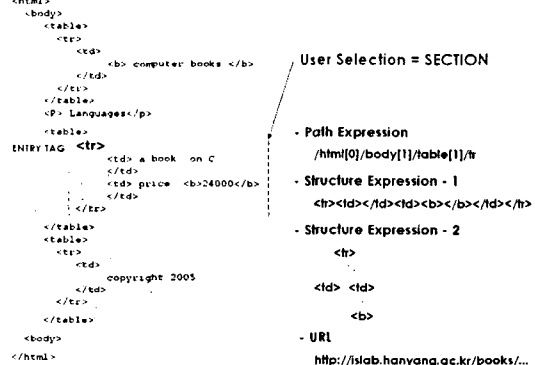 <html>
<body>
<table>
<tr>
<td>
<b> computer books </b>
</td>
</tr>
</table>
<P> Languages</p>
<table>
ENTRY TAG <tr>
<td> a book on C
</td>
<td> price <b>24000</b>
</td>
</tr>
</table>
<table>
<tr>
<td>
copyright 2005
</td>
</tr>
</table>
<body>
</html>
User Selection = SECTION
- Path Expression
/html[0]/body[1]/table[1]/tr
- Structure Expression - 1
<tr><td></td><td><b></b></td></tr>
- Structure Expression - 2
<tr>
<td> <td>
<b>
- URL
http://islab.hanyang.ac.kr/books/...